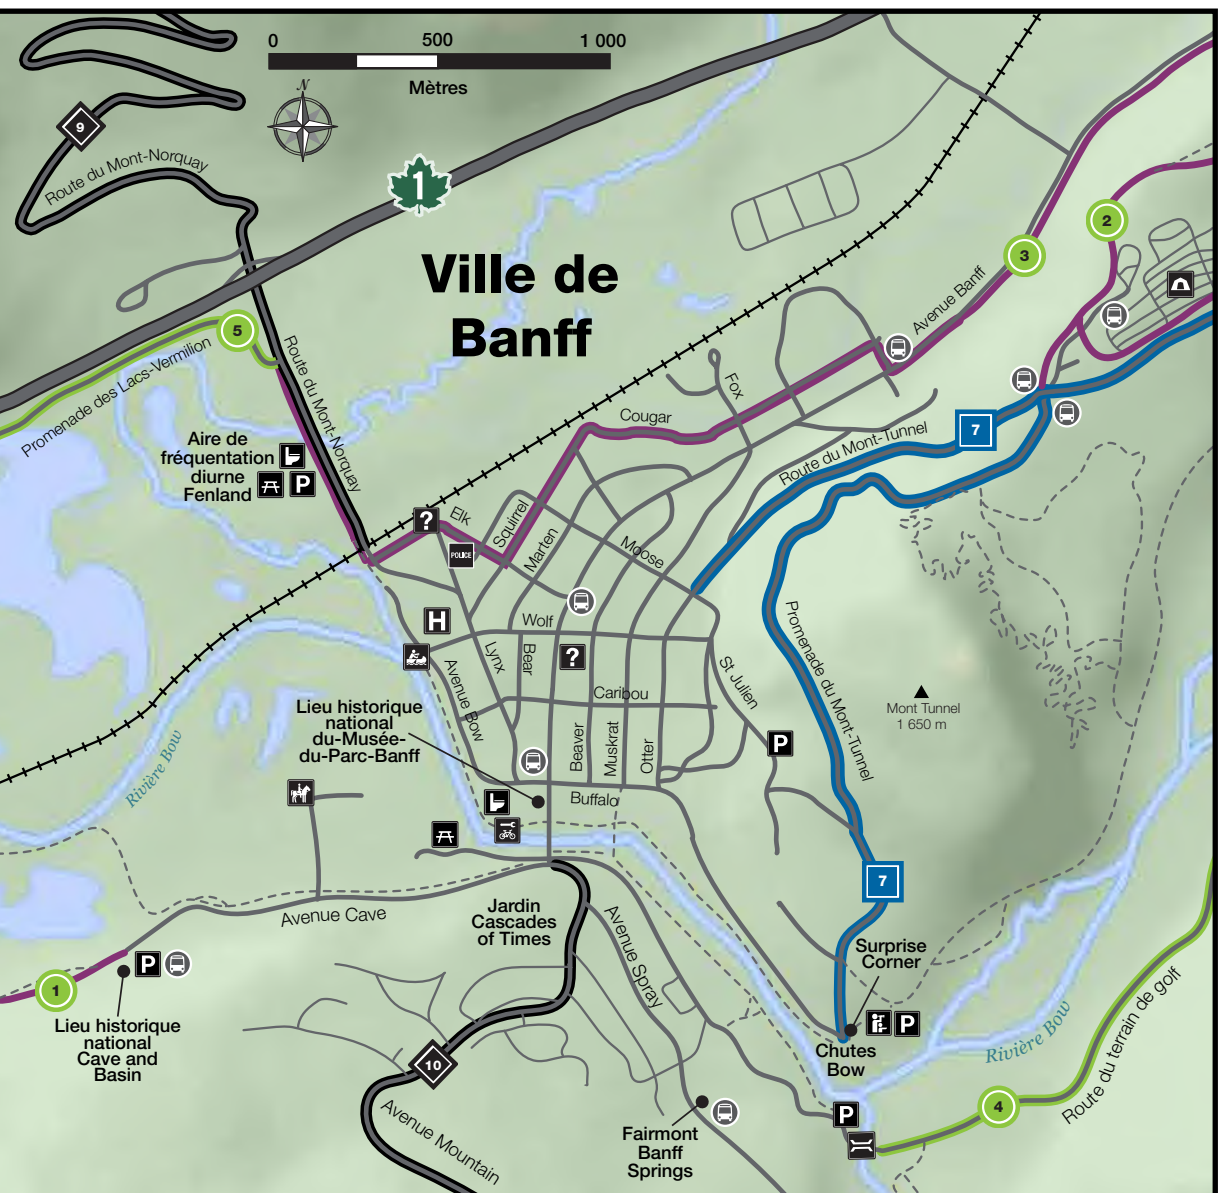 0 500 1 000
Mètres
N
9
Route du Mont-Norquay
1
Ville de
Banff
2
3
Avenue Banff
5
Promenade des Lacs-Vermilion
Route du Mont-Norquay
Fox
Cougar
7
Route du Mont-Tunnel
Aire de
fréquentation
diurne
Fenland
P
?
Elk
POLICE
Squirrel
Marten
Moose
H
Wolf
?
Lynx
Bear
Avenue Bow
Caribou
St Julien
Promenade du Mont-Tunnel
Mont Tunnel
1 650 m
Lieu historique
national
du-Musée-
du-Parc-Banff
Beaver
Muskrat
Otter
P
Rivière Bow
Buffalo
7
Avenue Cave
Jardin
Cascades
of Times
Avenue Spray
Surprise
Corner
P
1
P
Lieu historique
national
Cave and
Basin
Chutes
Bow
Rivière Bow
Route du terrain de golf
10
Avenue Mountain
4
P
Fairmont
Banff
Springs